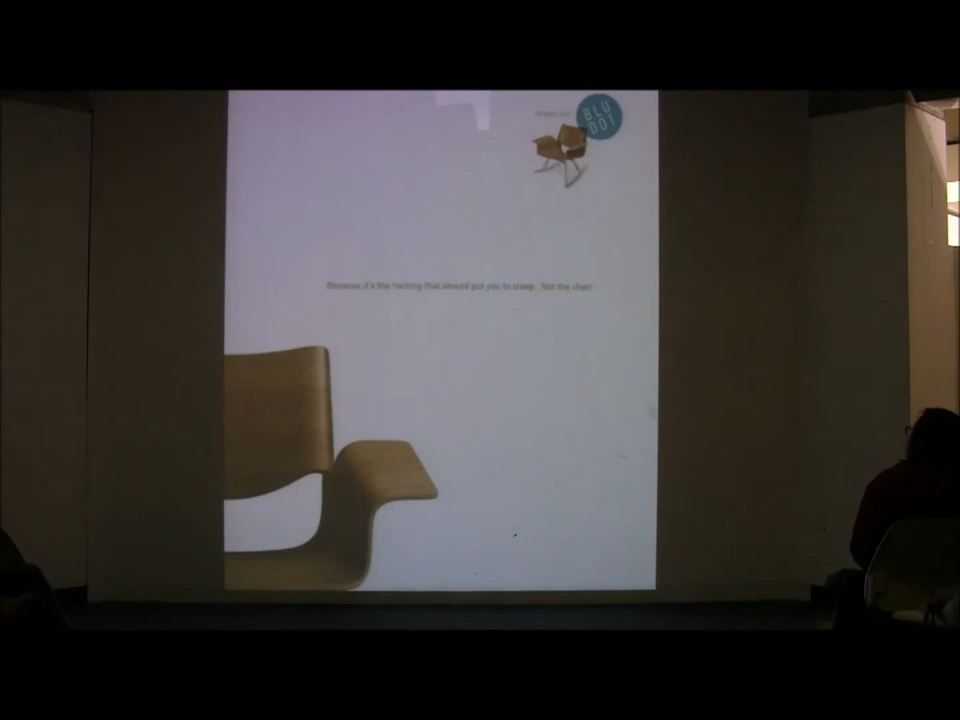 BLU
DOT
Because it's the rocking that should put you to sleep. Not the chair.